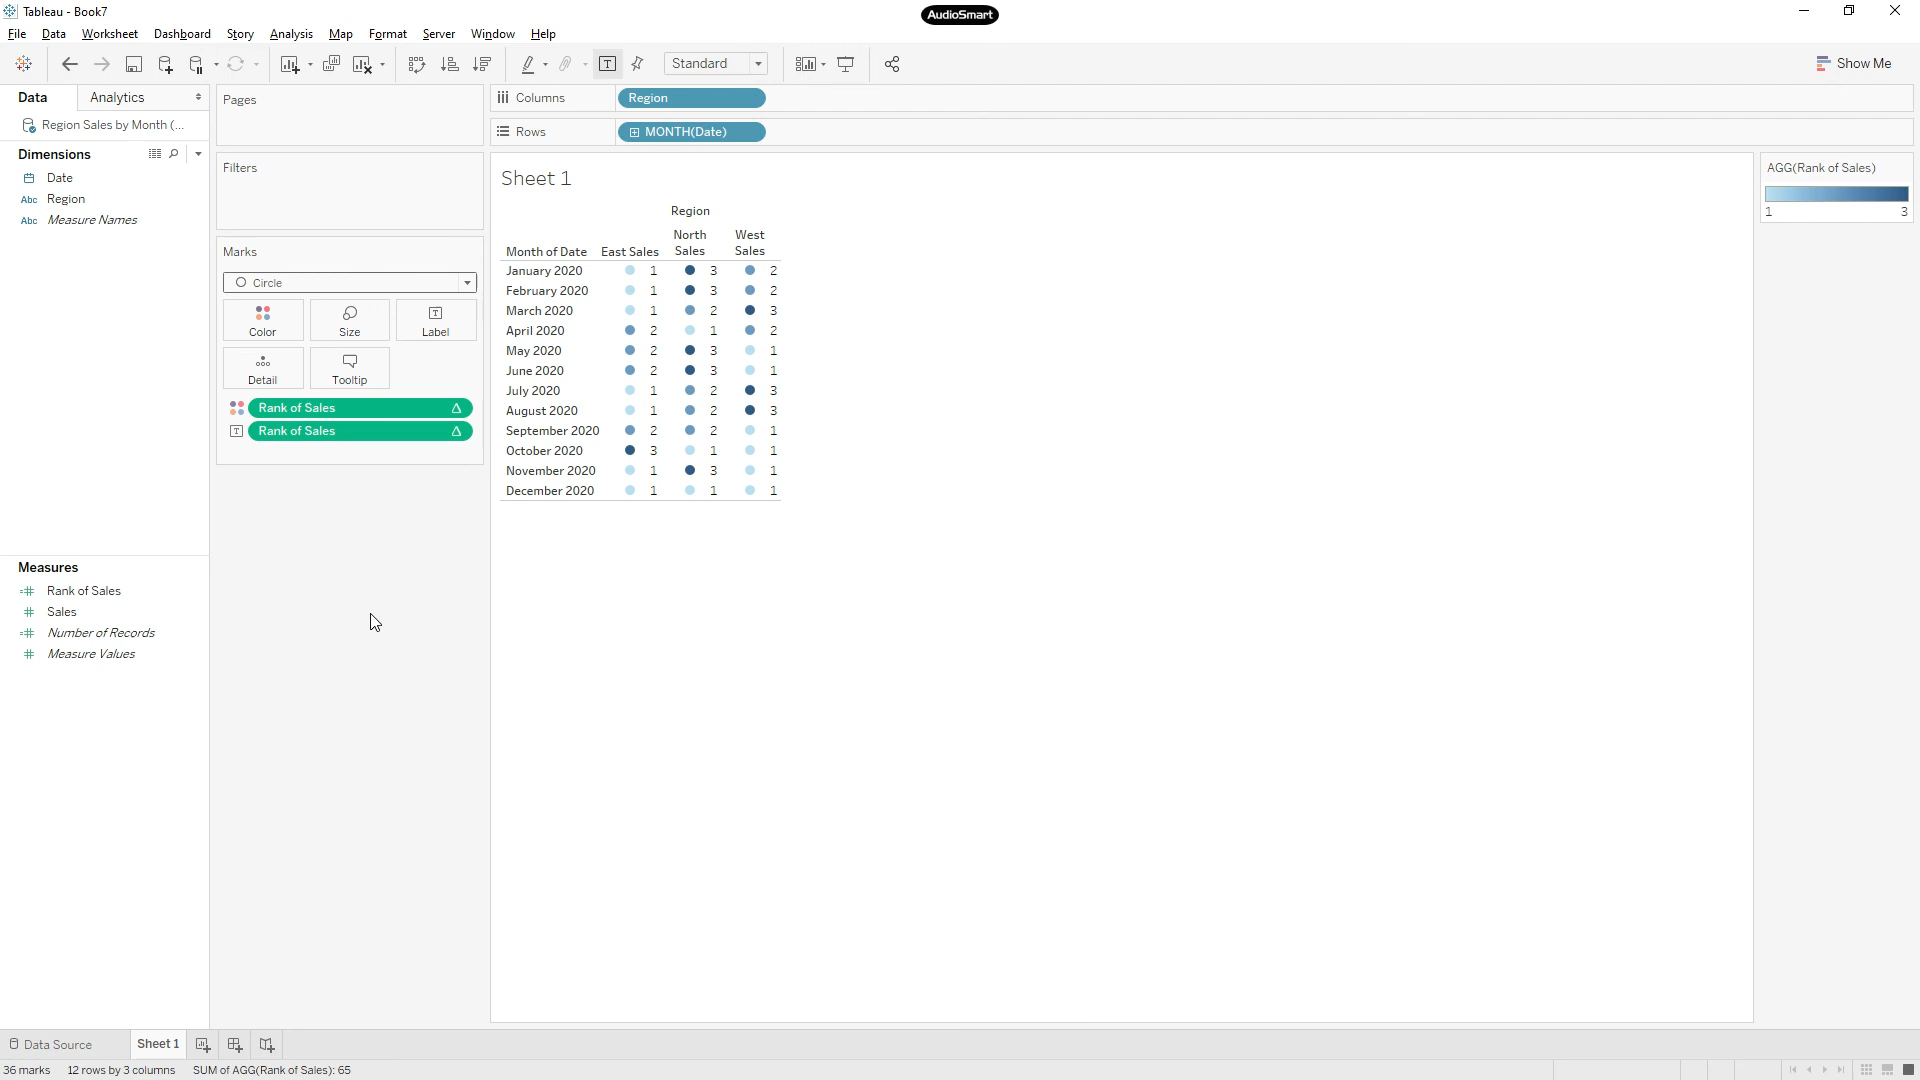 Tableau - Book7
AudioSmart
File Data Worksheet Dashboard Story Analysis Map Format Server Window Help
Standard
Show Me
Data Analytics
Pages
Columns Region
Region Sales by Month (...
Rows MONTH(Date)
Dimensions
Filters
AGG(Rank of Sales)
1 3
Date
Abc Region
Abc Measure Names
Sheet 1
Region
Month of Date East Sales North Sales West Sales
January 2020 1 3 2
February 2020 1 3 2
March 2020 1 2 3
April 2020 2 1 2
May 2020 2 3 1
June 2020 2 3 1
July 2020 1 2 3
August 2020 1 2 3
September 2020 2 2 1
October 2020 3 1 1
November 2020 1 3 1
December 2020 1 1 1
Marks
Circle
Color Size Label
Detail Tooltip
Rank of Sales
Rank of Sales
Measures
Rank of Sales
Sales
Number of Records
Measure Values
Data Source Sheet 1
36 marks 12 rows by 3 columns SUM of AGG(Rank of Sales): 65